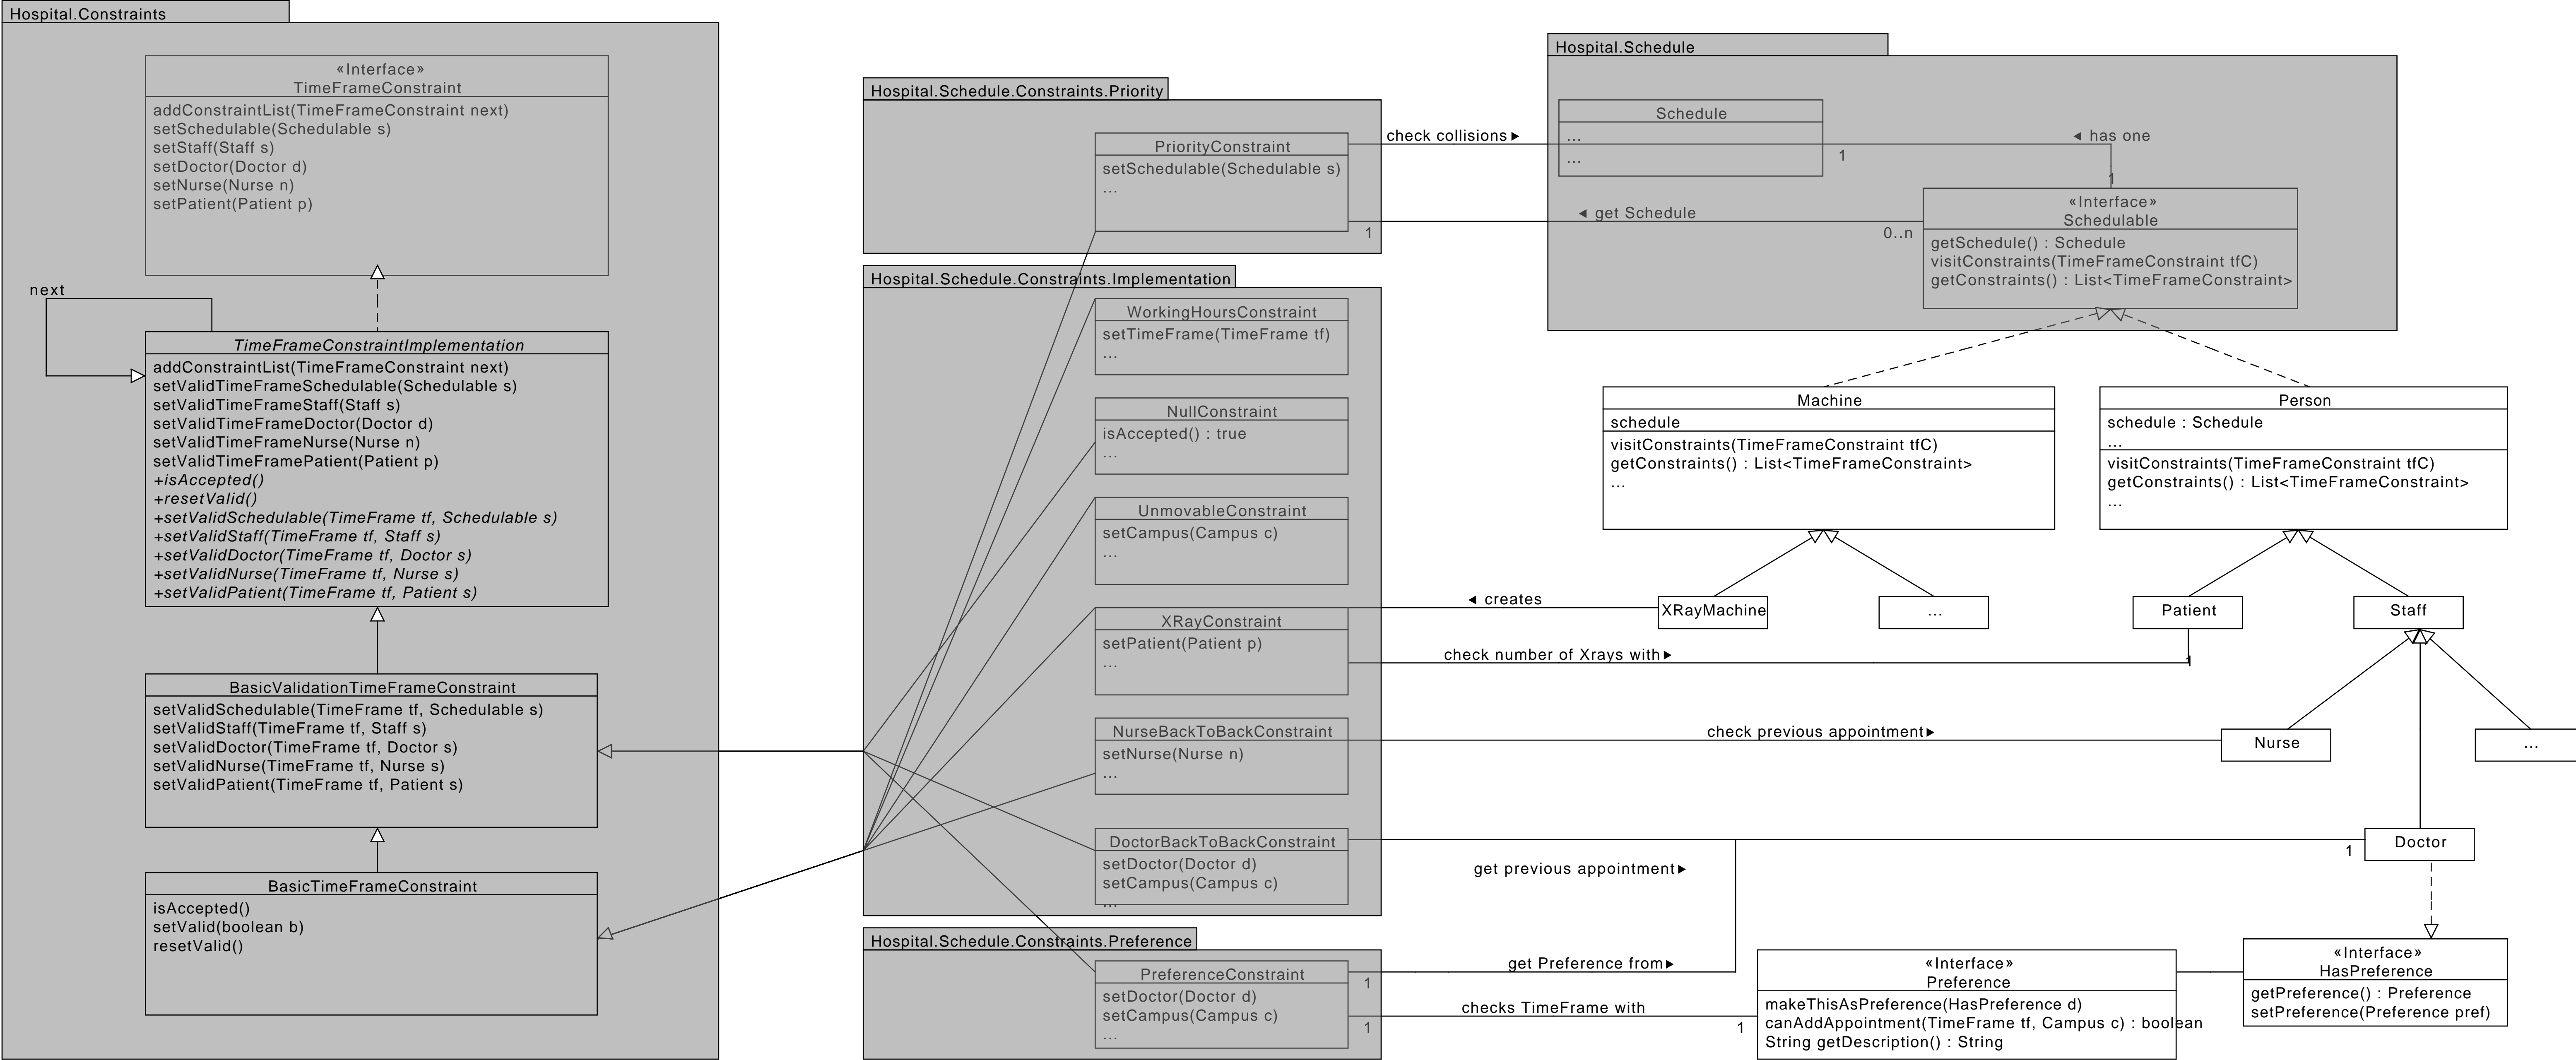 Hospital.Constraints
«Interface»
TimeFrameConstraint
addConstraintList(TimeFrameConstraint next)
setSchedulable(Schedulable s)
setStaff(Staff s)
setDoctor(Doctor d)
setNurse(Nurse n)
setPatient(Patient p)
next
TimeFrameConstraintImplementation
addConstraintList(TimeFrameConstraint next)
setValidTimeFrameSchedulable(Schedulable s)
setValidTimeFrameStaff(Staff s)
setValidTimeFrameDoctor(Doctor d)
setValidTimeFrameNurse(Nurse n)
setValidTimeFramePatient(Patient p)
+isAccepted()
+resetValid()
+setValidSchedulable(TimeFrame tf, Schedulable s)
+setValidStaff(TimeFrame tf, Staff s)
+setValidDoctor(TimeFrame tf, Doctor s)
+setValidNurse(TimeFrame tf, Nurse s)
+setValidPatient(TimeFrame tf, Patient s)
BasicValidationTimeFrameConstraint
setValidSchedulable(TimeFrame tf, Schedulable s)
setValidStaff(TimeFrame tf, Staff s)
setValidDoctor(TimeFrame tf, Doctor s)
setValidNurse(TimeFrame tf, Nurse s)
setValidPatient(TimeFrame tf, Patient s)
BasicTimeFrameConstraint
isAccepted()
setValid(boolean b)
resetValid()
Hospital.Schedule.Constraints.Priority
PriorityConstraint
setSchedulable(Schedulable s)
...
1
check collisions
Hospital.Schedule.Constraints.Implementation
WorkingHoursConstraint
setTimeFrame(TimeFrame tf)
...
NullConstraint
isAccepted() : true
...
UnmovableConstraint
setCampus(Campus c)
...
XRayConstraint
setPatient(Patient p)
...
NurseBackToBackConstraint
setNurse(Nurse n)
...
DoctorBackToBackConstraint
setDoctor(Doctor d)
setCampus(Campus c)
...
Hospital.Schedule.Constraints.Preference
PreferenceConstraint
setDoctor(Doctor d)
setCampus(Campus c)
...
1
1
Hospital.Schedule
Schedule
...
...
1
has one
1
get Schedule
0..n
«Interface»
Schedulable
getSchedule() : Schedule
visitConstraints(TimeFrameConstraint tfC)
getConstraints() : List<TimeFrameConstraint>
Machine
schedule
visitConstraints(TimeFrameConstraint tfC)
getConstraints() : List<TimeFrameConstraint>
...
Person
schedule : Schedule
...
visitConstraints(TimeFrameConstraint tfC)
getConstraints() : List<TimeFrameConstraint>
...
creates
XRayMachine
...
Patient
Staff
check number of Xrays with
1
check previous appointment
Nurse
...
get previous appointment
1
Doctor
get Preference from
checks TimeFrame with
1
«Interface»
Preference
makeThisAsPreference(HasPreference d)
canAddAppointment(TimeFrame tf, Campus c) : boolean
String getDescription() : String
«Interface»
HasPreference
getPreference() : Preference
setPreference(Preference pref)